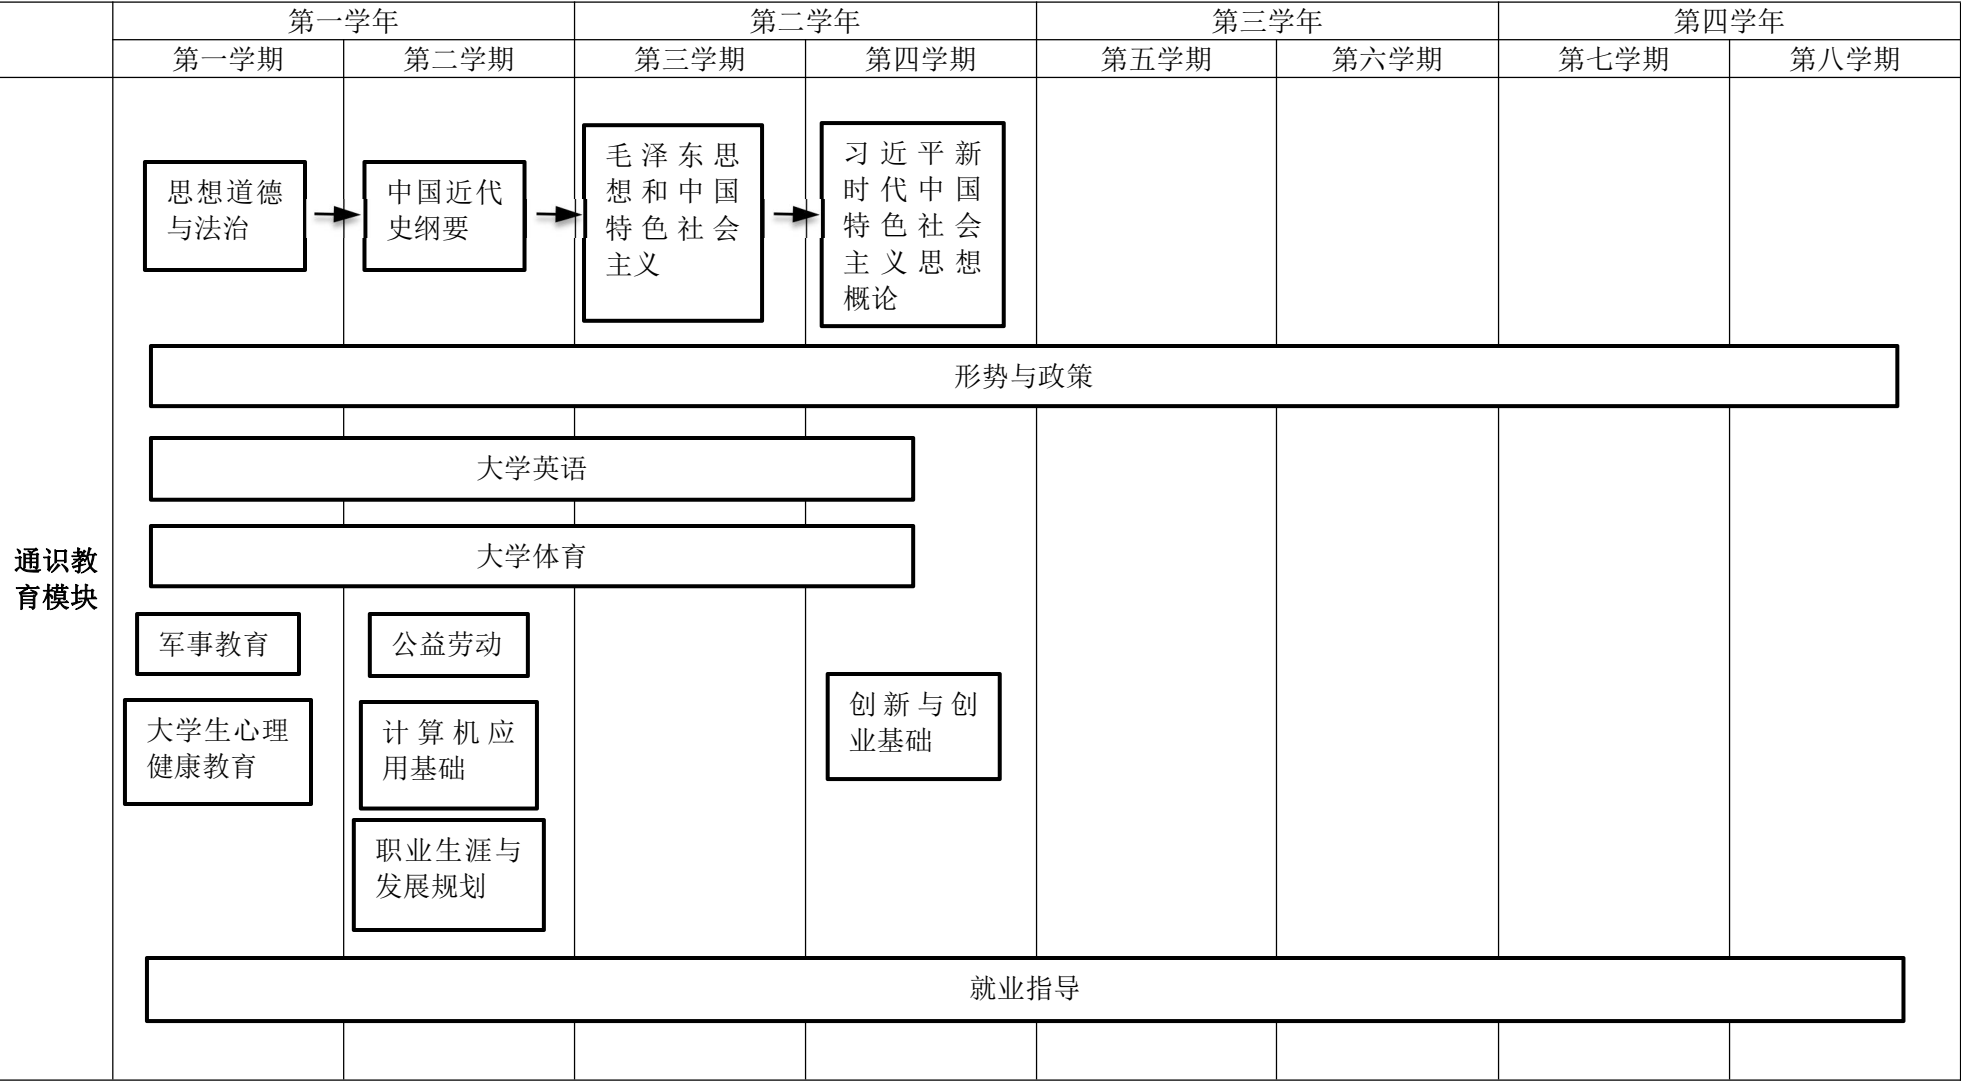 第一学年
第二学年
第三学年
第四学年
第一学期
第二学期
第三学期
第四学期
第五学期
第六学期
第七学期
第八学期
通识教
育模块
思想道德
与法治
中国近代
史纲要
毛泽东思
想和中国
特色社会
主义
习近平新
时代中国
特色社会
主义思想
概论
形势与政策
大学英语
大学体育
军事教育
公益劳动
大学生心理
健康教育
计算机应
用基础
创新与创
业基础
职业生涯与
发展规划
就业指导